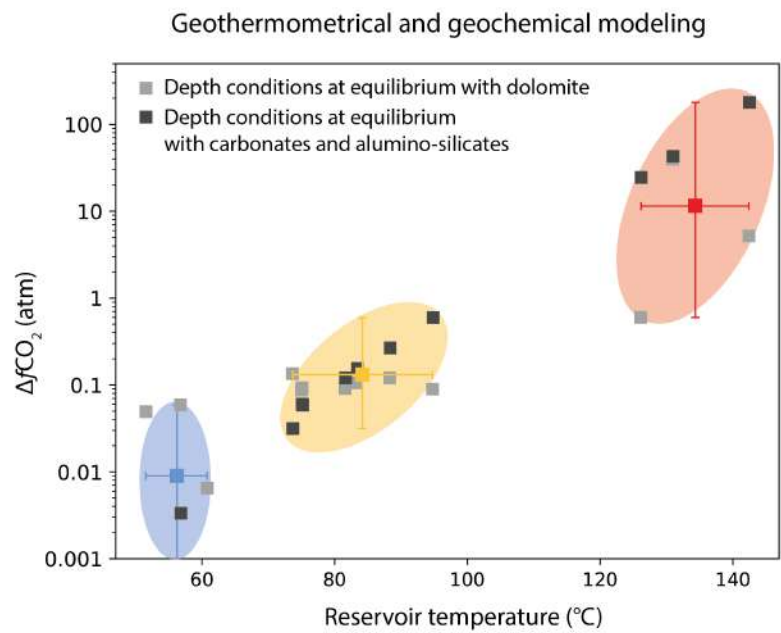 Geothermometrical and geochemical modeling
Depth conditions at equilibrium with dolomite
Depth conditions at equilibrium
with carbonates and alumino-silicates
100
10
1
0.1
0.01
0.001
ΔfCO₂ (atm)
60
80
100
120
140
Reservoir temperature (°C)